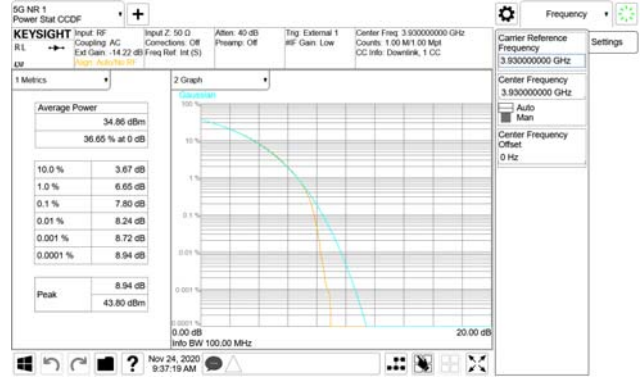 5G NR 1
Power Stat CCDF
Frequency
KEYSIGHT
RL
Input: RF
Coupling: AC
Ext Gain: -14.22 dB
Align: Auto/No RF
Input Z: 50 Ω
Corrections: Off
Freq Ref: Int (S)
Atten: 40 dB
Preamp: Off
Trig: External 1
#IF Gain: Low
Center Freq: 3.930000000 GHz
Counts: 1.00 M/1.00 Mpt
CC Info: Downlink, 1 CC
Carrier Reference
Frequency
3.930000000 GHz
Settings
Center Frequency
3.930000000 GHz
Auto
Man
Center Frequency
Offset
0 Hz
1 Metrics
Average Power
34.86 dBm
36.65 % at 0 dB
10.0 % 3.67 dB
1.0 % 6.65 dB
0.1 % 7.80 dB
0.01 % 8.24 dB
0.001 % 8.72 dB
0.0001 % 8.94 dB
Peak
8.94 dB
43.80 dBm
2 Graph
Gaussian
100 %
10 %
1 %
0.1 %
0.01 %
0.001 %
0.0001 %
0.00 dB
20.00 dB
Info BW 100.00 MHz
?
Nov 24, 2020
9:37:19 AM